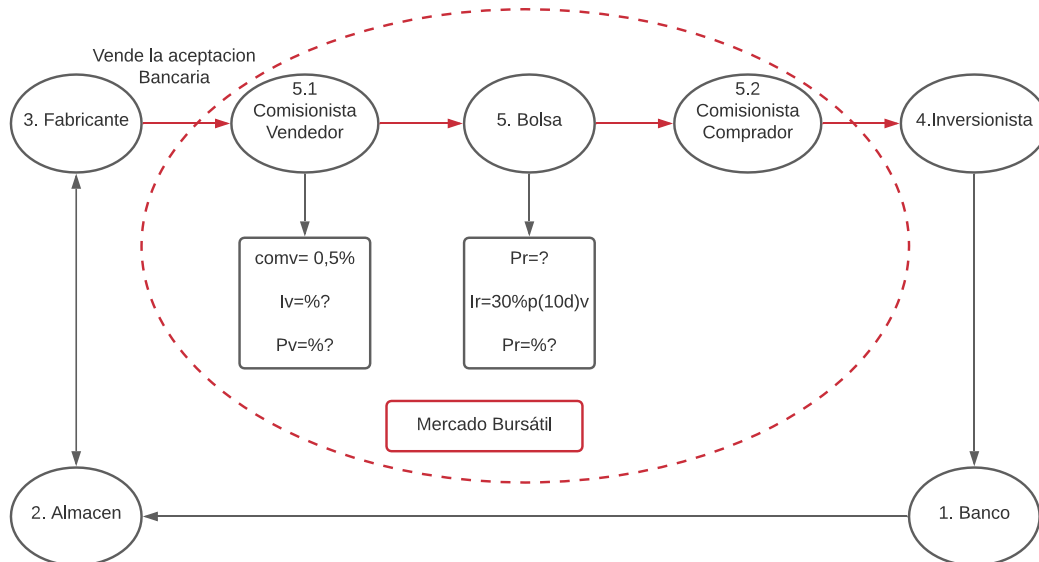 Vende la aceptacion
Bancaria
3. Fabricante
5.1
Comisionista
Vendedor
5. Bolsa
5.2
Comisionista
Comprador
4.Inversionista
comv= 0,5%
Iv=%?
Pv=%?
Pr=?
Ir=30%p(10d)v
Pr=%?
Mercado Bursátil
2. Almacen
1. Banco